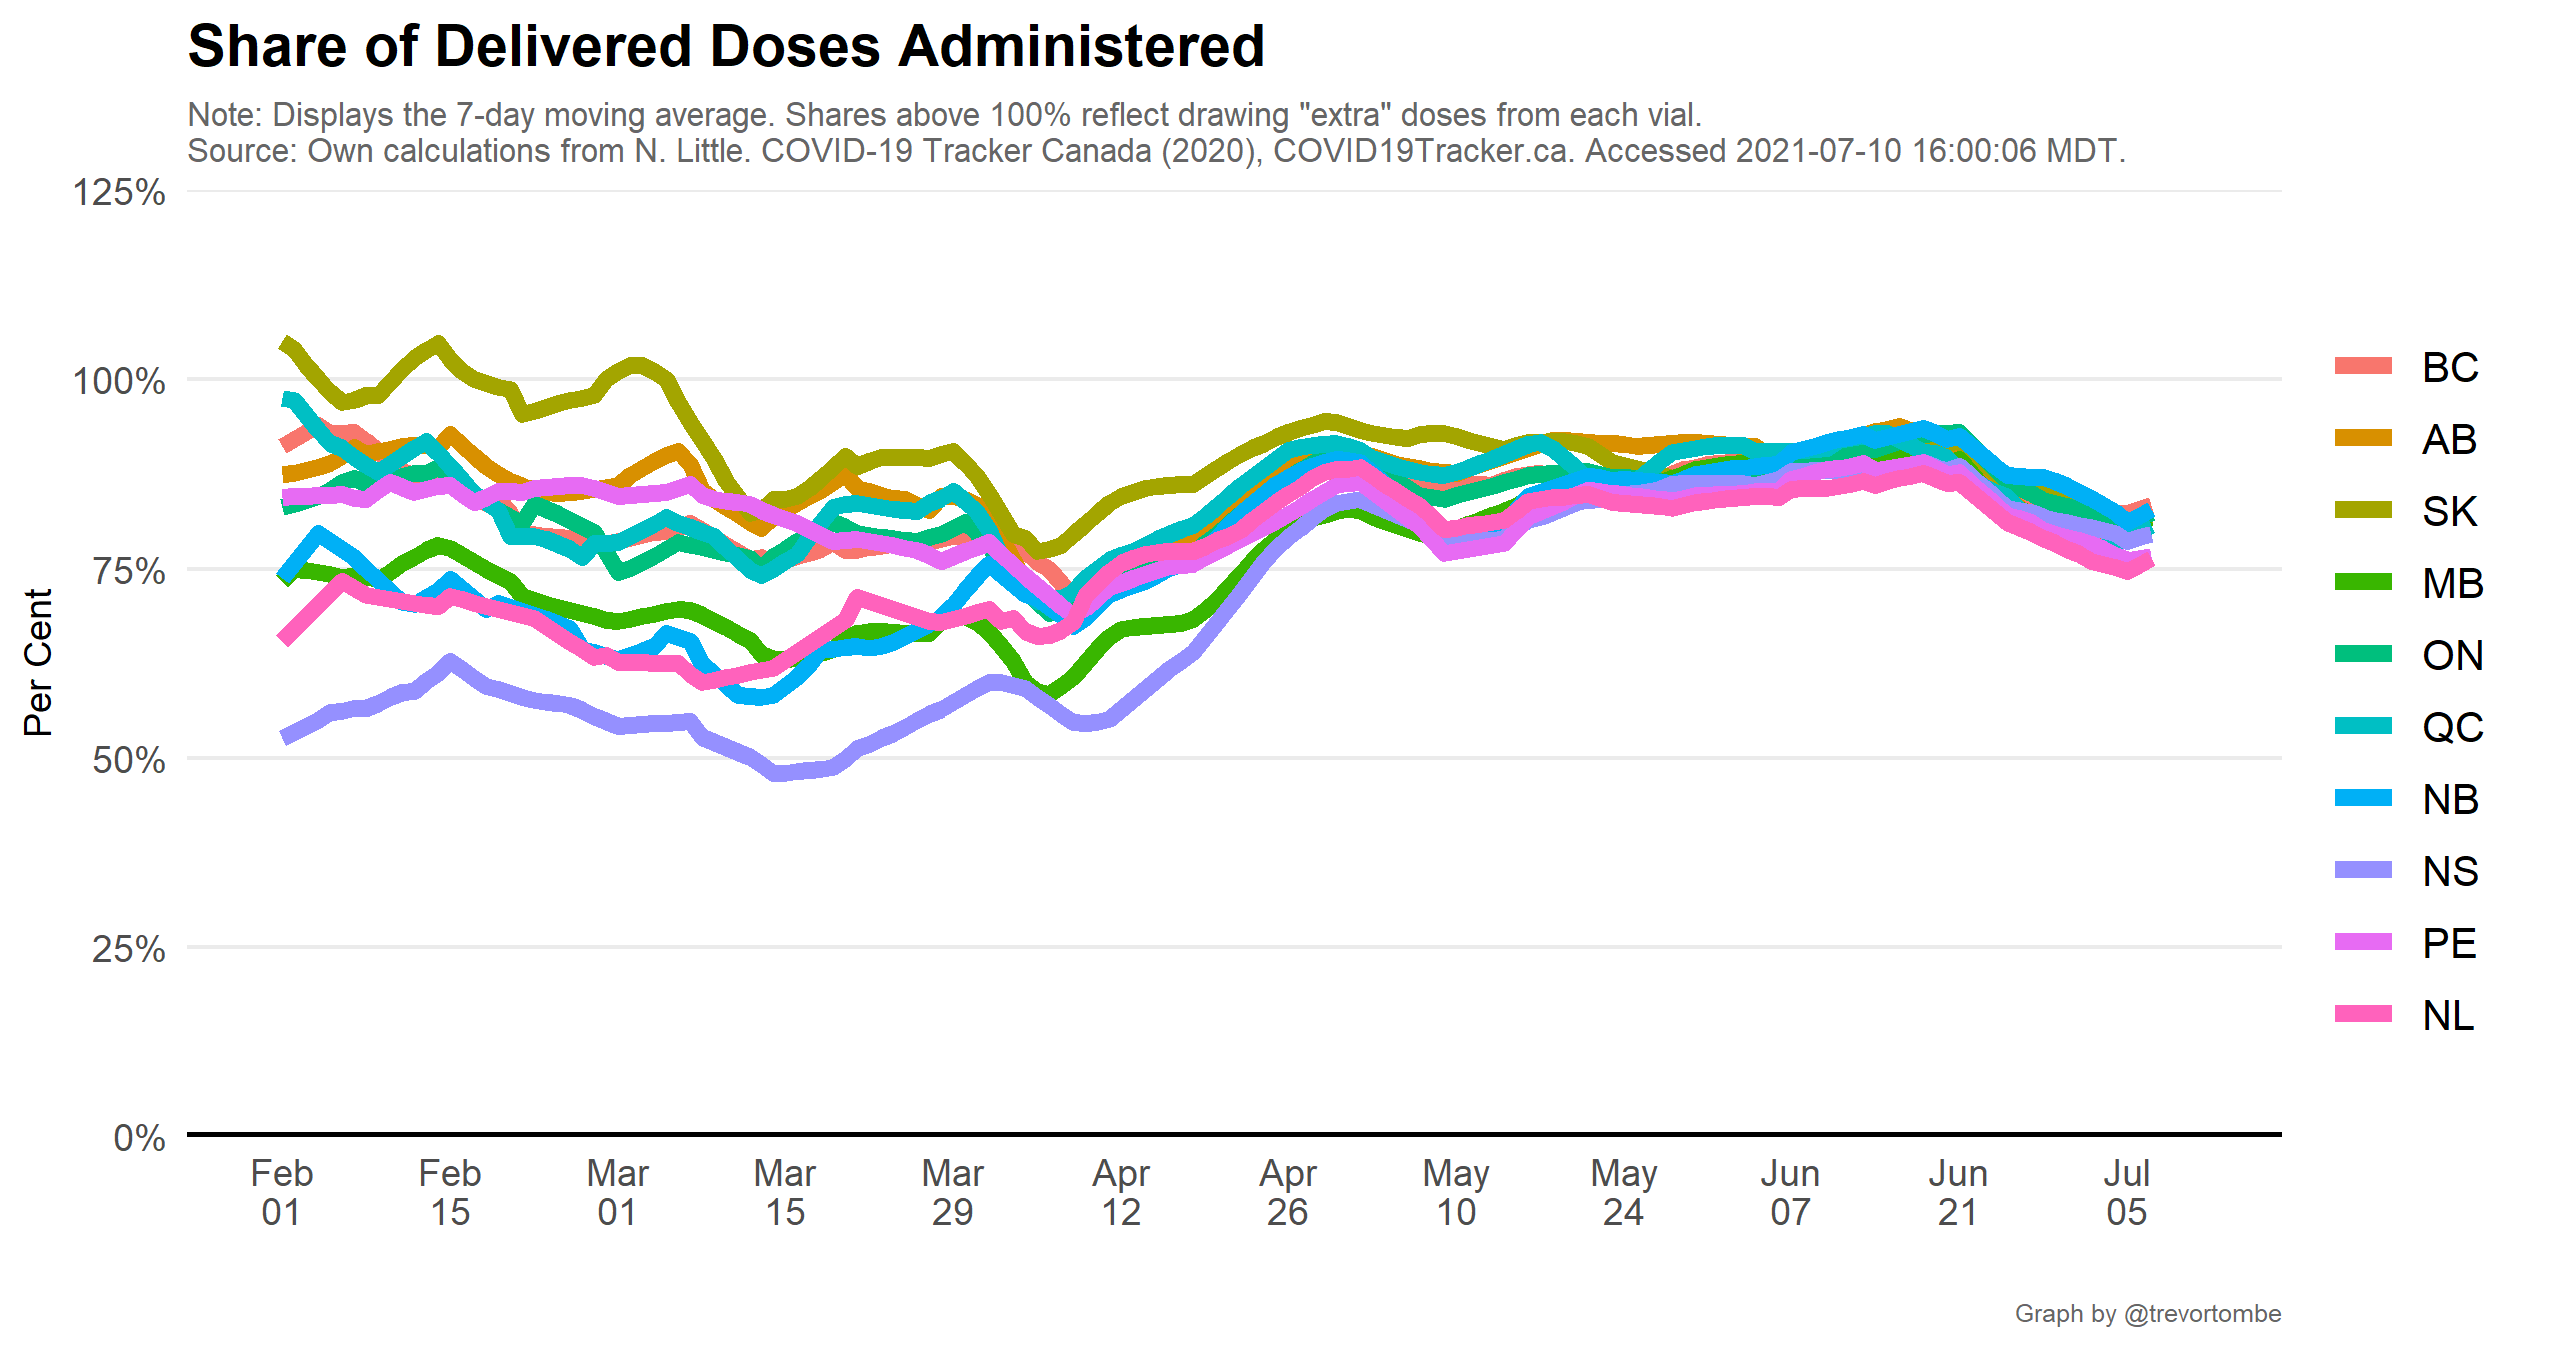 Share of Delivered Doses Administered
Note: Displays the 7-day moving average. Shares above 100% reflect drawing "extra" doses from each vial.
Source: Own calculations from N. Little. COVID-19 Tracker Canada (2020), COVID19Tracker.ca. Accessed 2021-07-10 16:00:06 MDT.
125%
100%
75%
50%
25%
0%
Per Cent
Feb 01
Feb 15
Mar 01
Mar 15
Mar 29
Apr 12
Apr 26
May 10
May 24
Jun 07
Jun 21
Jul 05
BC
AB
SK
MB
ON
QC
NB
NS
PE
NL
Graph by @trevortombe